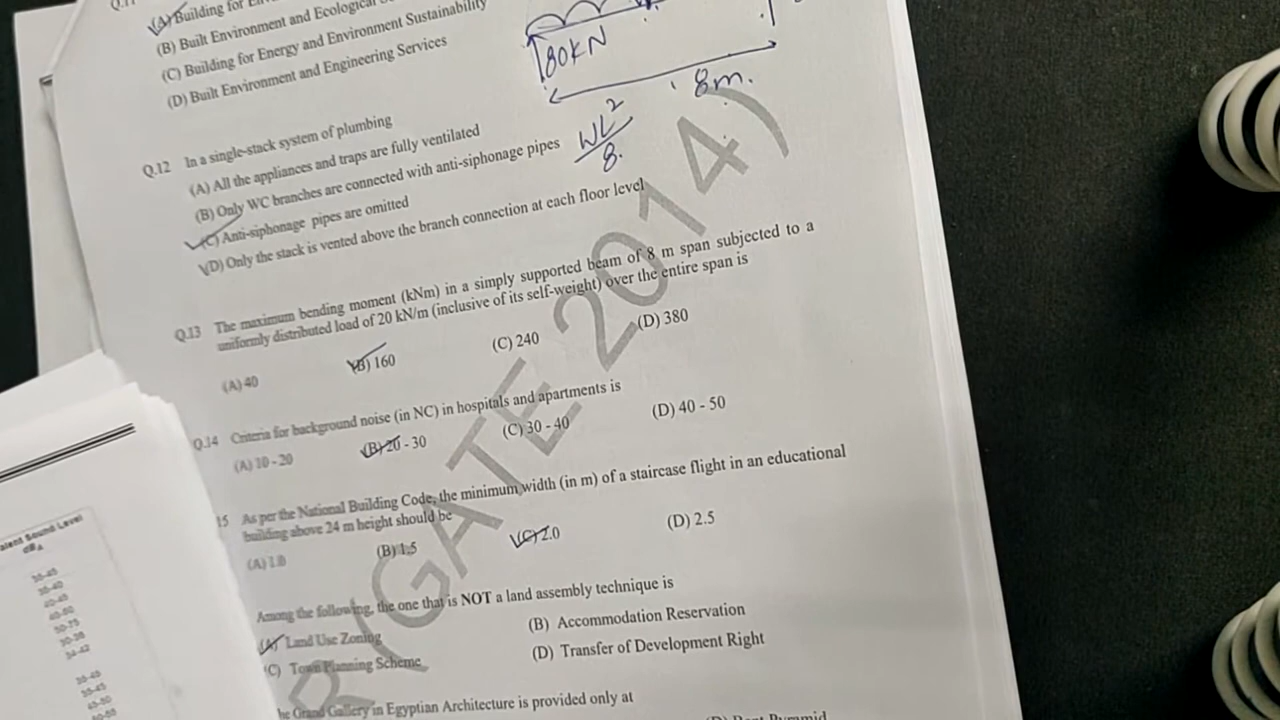 (A) Building for
(B) Built Environment and Ecological
(C) Building for Energy and Environment Sustainability
(D) Built Environment and Engineering Services
80kN
8m.
WL²/8.
Q.12 In a single-stack system of plumbing
(A) All the appliances and traps are fully ventilated
(B) Only WC branches are connected with anti-siphonage pipes
(C) Anti-siphonage pipes are omitted
(D) Only the stack is vented above the branch connection at each floor level
Q.13 The maximum bending moment (kNm) in a simply supported beam of 8 m span subjected to a
uniformly distributed load of 20 kN/m (inclusive of its self-weight) over the entire span is
(A) 40 (B) 160 (C) 240 (D) 380
Q.14 Criteria for background noise (in NC) in hospitals and apartments is
(A) 10 - 20 (B) 20 - 30 (C) 30 - 40 (D) 40 - 50
15 As per the National Building Code, the minimum width (in m) of a staircase flight in an educational
building above 24 m height should be
(A) 1.0 (B) 1.5 (C) 2.0 (D) 2.5
Among the following, the one that is NOT a land assembly technique is
(A) Land Use Zoning (B) Accommodation Reservation
(C) Town Planning Scheme (D) Transfer of Development Right
Grand Gallery in Egyptian Architecture is provided only at
R (GATE 2014)
Sound Level
35-45